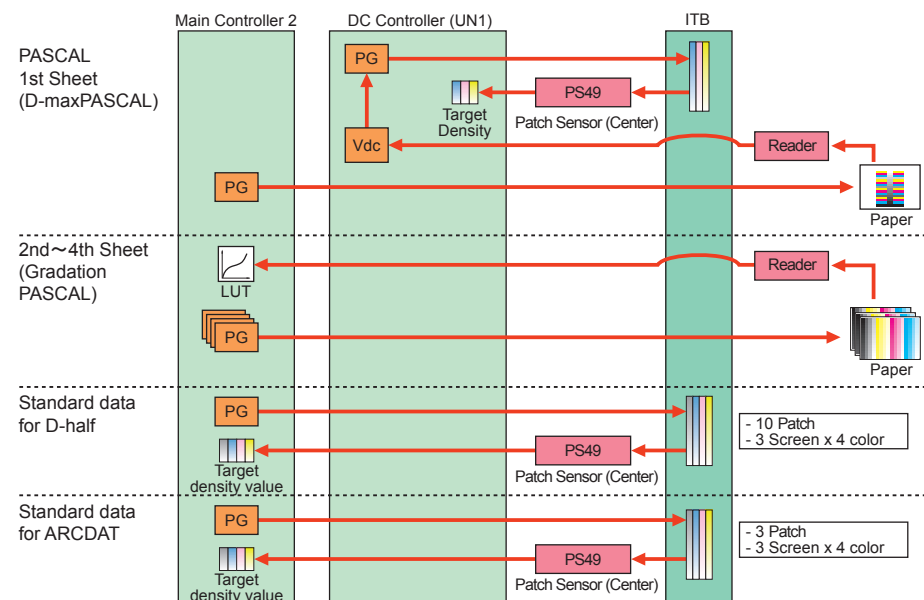 Main Controller 2
DC Controller (UN1)
ITB
PASCAL
1st Sheet
(D-maxPASCAL)
PG
PS49
Target
Density
Patch Sensor (Center)
Vdc
Reader
PG
Paper
2nd～4th Sheet
(Gradation
PASCAL)
LUT
Reader
PG
Paper
Standard data
for D-half
PG
- 10 Patch
- 3 Screen x 4 color
PS49
Target
density value
Patch Sensor (Center)
Standard data
for ARCDAT
PG
- 3 Patch
- 3 Screen x 4 color
PS49
Target
density value
Patch Sensor (Center)